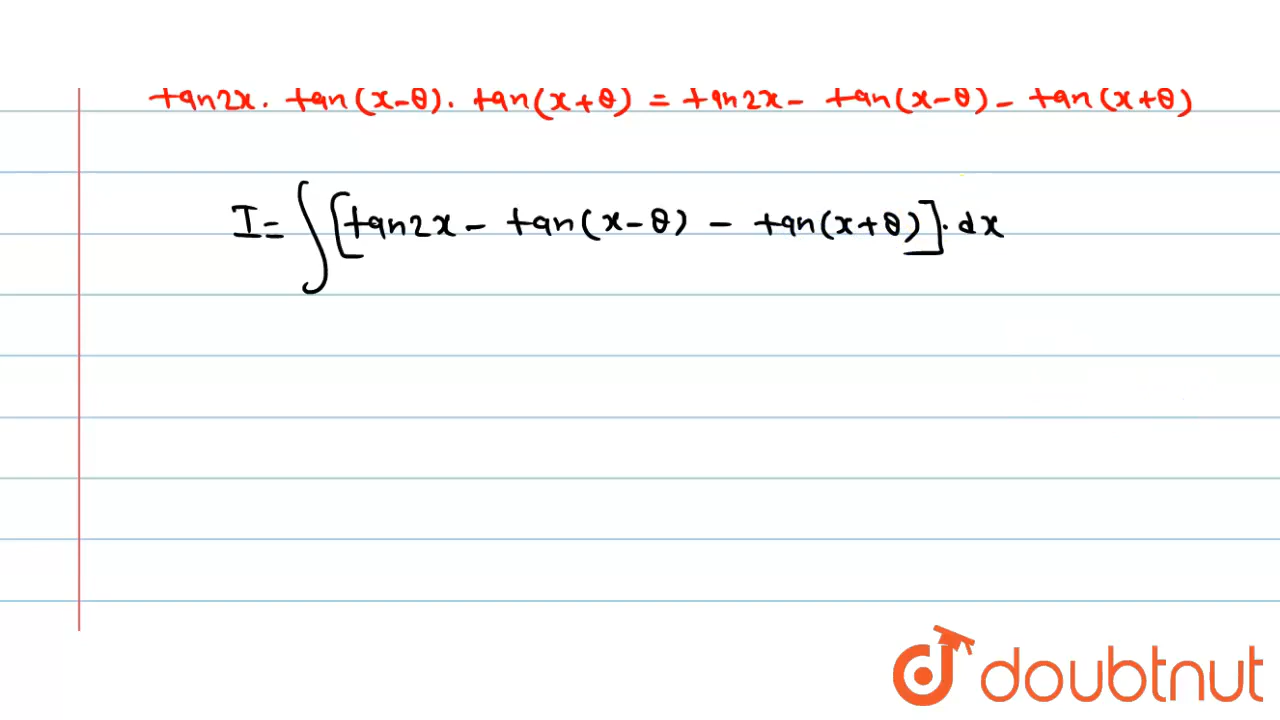 tan2x. tan(x-θ). tan(x+θ) = tan2x - tan(x-θ) - tan(x+θ)
I= ∫[tan2x - tan(x-θ) - tan(x+θ)].dx
doubtnut